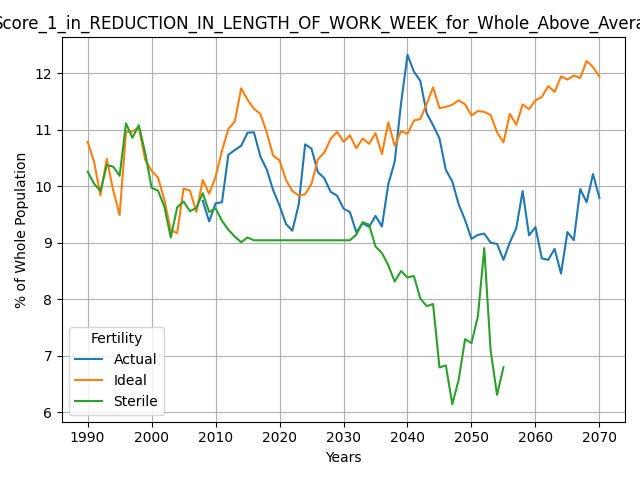 Score_1_in_REDUCTION_IN_LENGTH_OF_WORK_WEEK_for_Whole_Above_Avera
% of Whole Population
12
11
10
9
8
7
6
Fertility
Actual
Ideal
Sterile
1990 2000 2010 2020 2030 2040 2050 2060 2070
Years